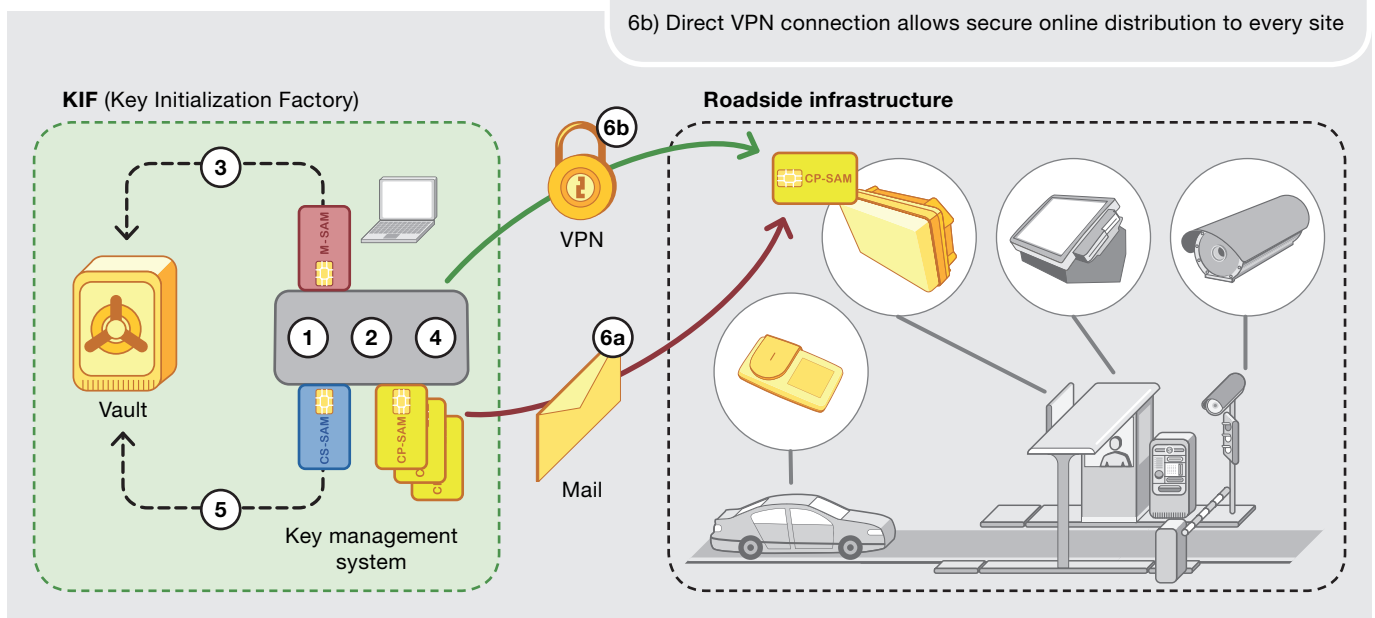 6b) Direct VPN connection allows secure online distribution to every site
KIF (Key Initialization Factory)
Roadside infrastructure
6b
3
CP-SAM
M-SAM
VPN
1
2
4
6a
Vault
CS-SAM
CP-SAM
C
C
Mail
5
Key management
system